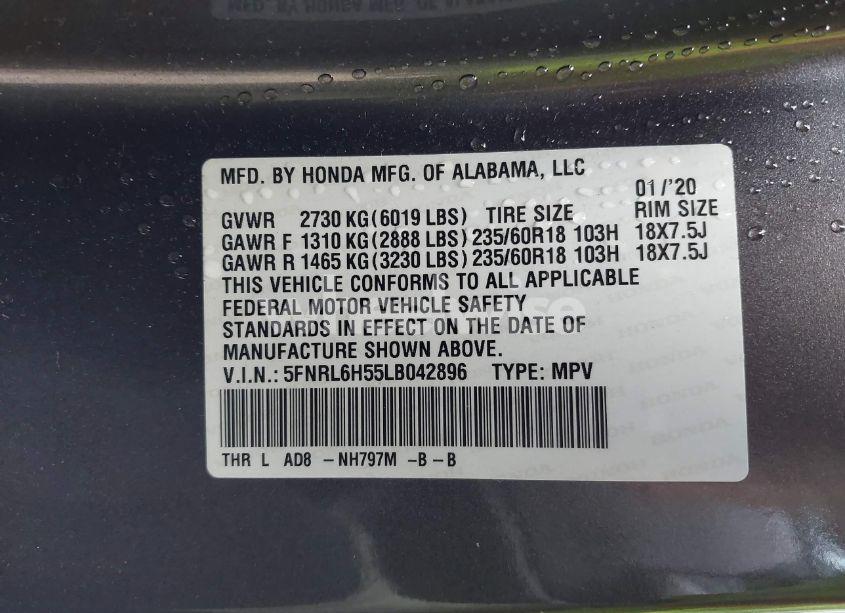 MFD. BY HONDA MFG. OF ALABAMA, LLC
01/'20
GVWR 2730 KG(6019 LBS) TIRE SIZE RIM SIZE
GAWR F 1310 KG(2888 LBS) 235/60R18 103H 18X7.5J
GAWR R 1465 KG(3230 LBS) 235/60R18 103H 18X7.5J
THIS VEHICLE CONFORMS TO ALL APPLICABLE
FEDERAL MOTOR VEHICLE SAFETY
STANDARDS IN EFFECT ON THE DATE OF
MANUFACTURE SHOWN ABOVE.
V.I.N.: 5FNRL6H55LB042896 TYPE: MPV
THR L AD8 -NH797M -B-B